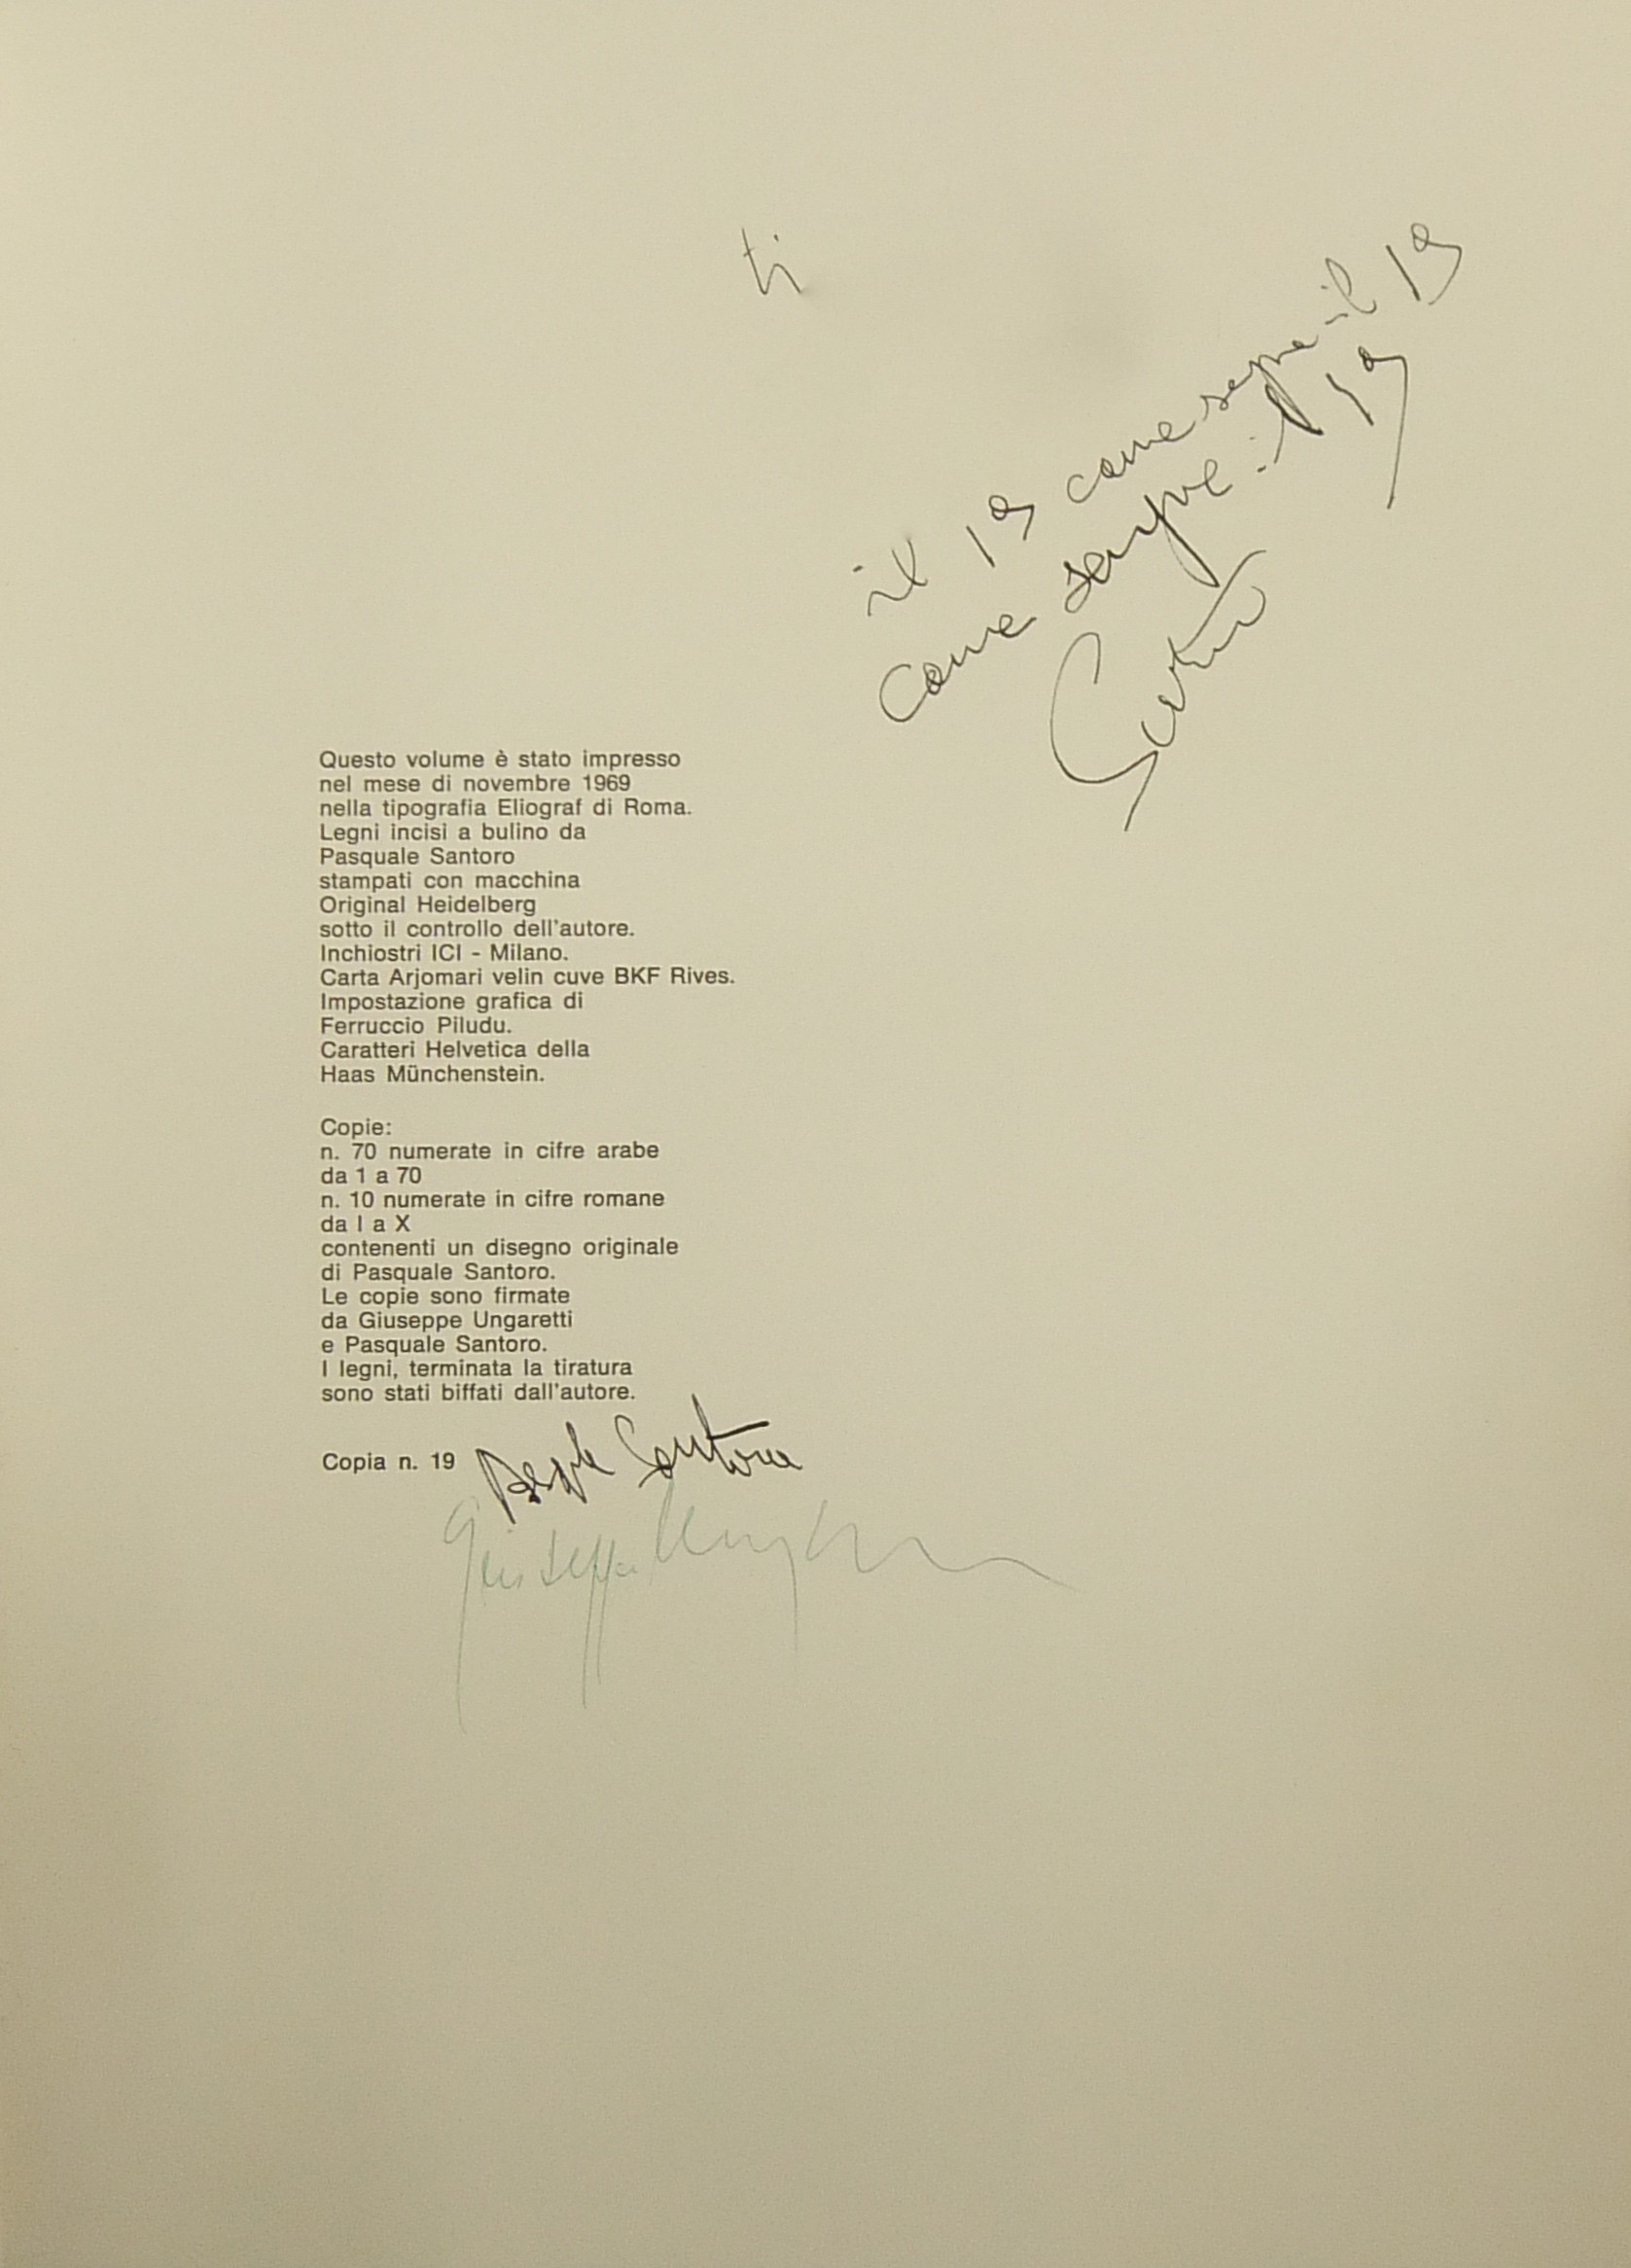 ti
il 19 come sempre il 19
come sempre il 19
Questo volume è stato impresso
nel mese di novembre 1969
nella tipografia Eliograf di Roma.
Legni incisi a bulino da
Pasquale Santoro
stampati con macchina
Original Heidelberg
sotto il controllo dell'autore.
Inchiostri ICI - Milano.
Carta Arjomari velin cuve BKF Rives.
Impostazione grafica di
Ferruccio Piludu.
Caratteri Helvetica della
Haas Münchenstein.
Copie:
n. 70 numerate in cifre arabe
da 1 a 70
n. 10 numerate in cifre romane
da I a X
contenenti un disegno originale
di Pasquale Santoro.
Le copie sono firmate
da Giuseppe Ungaretti
e Pasquale Santoro.
I legni, terminata la tiratura
sono stati biffati dall'autore.
Copia n. 19 Pasquale Santoro
Giuseppe Ungaretti